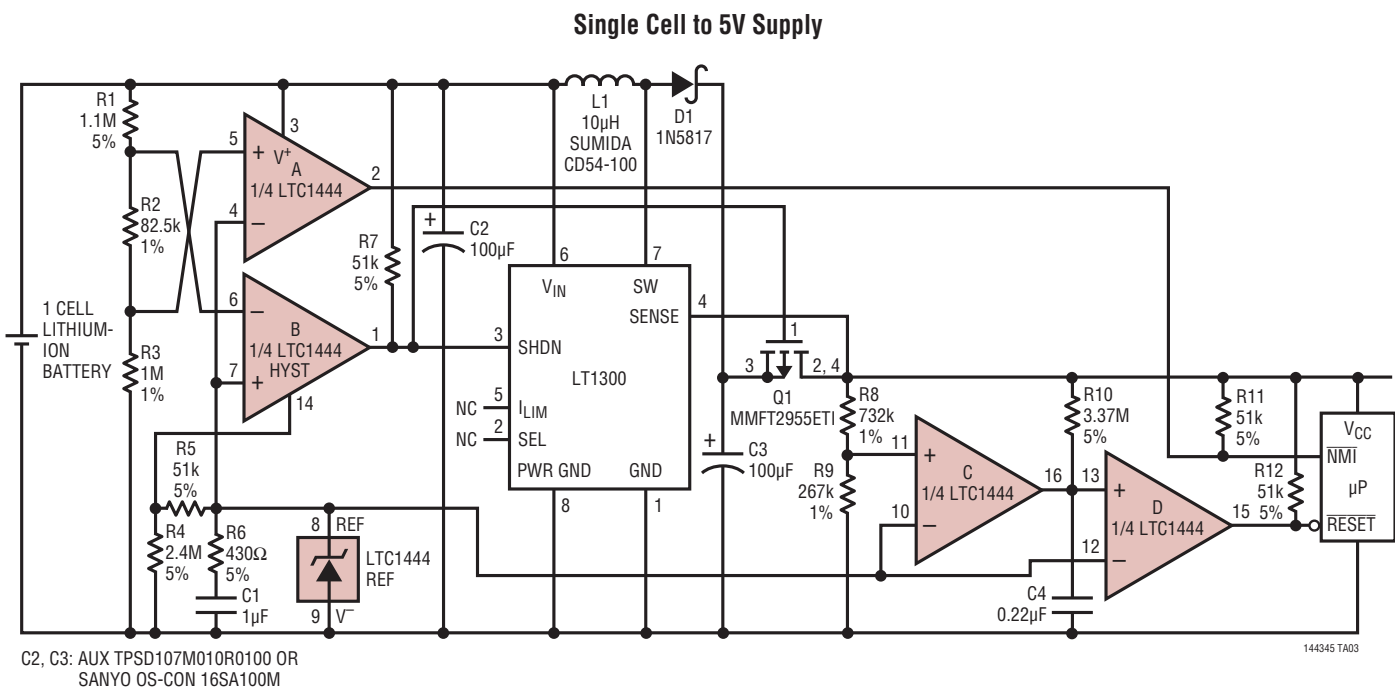 Single Cell to 5V Supply
R1
1.1M
5%
R2
82.5k
1%
R3
1M
1%
1 CELL
LITHIUM-
ION
BATTERY
5
+
V+
3
A
1/4 LTC1444
4
–
2
6
–
B
1/4 LTC1444
HYST
7
+
14
1
R7
51k
5%
+
C2
100µF
L1
10µH
SUMIDA
CD54-100
D1
1N5817
6
7
VIN
SW
4
SENSE
3
SHDN
LT1300
NC
5
ILIM
NC
2
SEL
PWR GND
GND
8
1
1
3
2, 4
Q1
MMFT2955ETI
+
C3
100µF
R5
51k
5%
R4
2.4M
5%
R6
430Ω
5%
C1
1µF
8
REF
LTC1444
REF
9
V–
R8
732k
1%
R9
267k
1%
11
+
C
1/4 LTC1444
10
–
16
R10
3.37M
5%
13
+
D
1/4 LTC1444
12
–
15
C4
0.22µF
R11
51k
5%
R12
51k
5%
VCC
NMI
µP
RESET
144345 TA03
C2, C3: AUX TPSD107M010R0100 OR
SANYO OS-CON 16SA100M